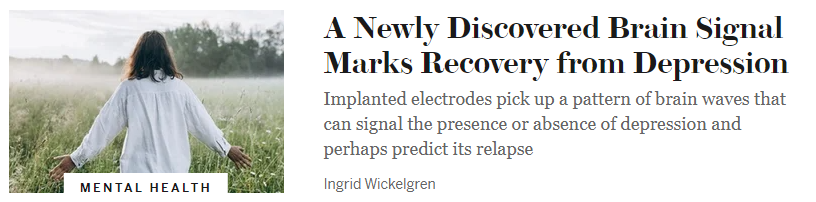 A Newly Discovered Brain Signal
Marks Recovery from Depression
Implanted electrodes pick up a pattern of brain waves that
can signal the presence or absence of depression and
perhaps predict its relapse
Ingrid Wickelgren
MENTAL HEALTH